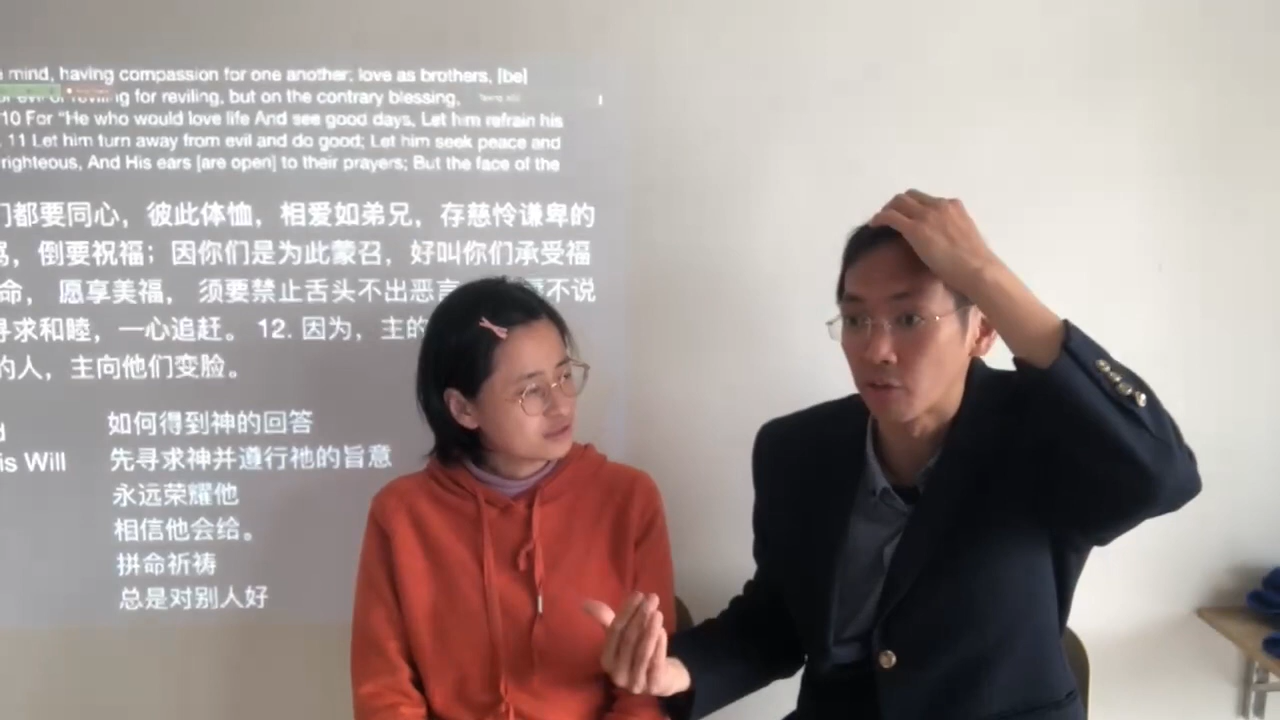 mind, having compassion for one another; love as brothers, [be]
for reviling, but on the contrary blessing,
10 For “He who would love life And see good days, Let him refrain his
11 Let him turn away from evil and do good; Let him seek peace and
righteous, And His ears [are open] to their prayers; But the face of the
们都要同心，彼此体恤，相爱如弟兄，存慈怜谦卑的
骂，倒要祝福；因你们是为此蒙召，好叫你们承受福
命， 愿享美福， 须要禁止舌头不出恶言 不说
寻求和睦，一心追赶。 12. 因为，主的
的人，主向他们变脸。
如何得到神的回答
is Will 先寻求神并遵行祂的旨意
永远荣耀他
相信他会给。
拼命祈祷
总是对别人好